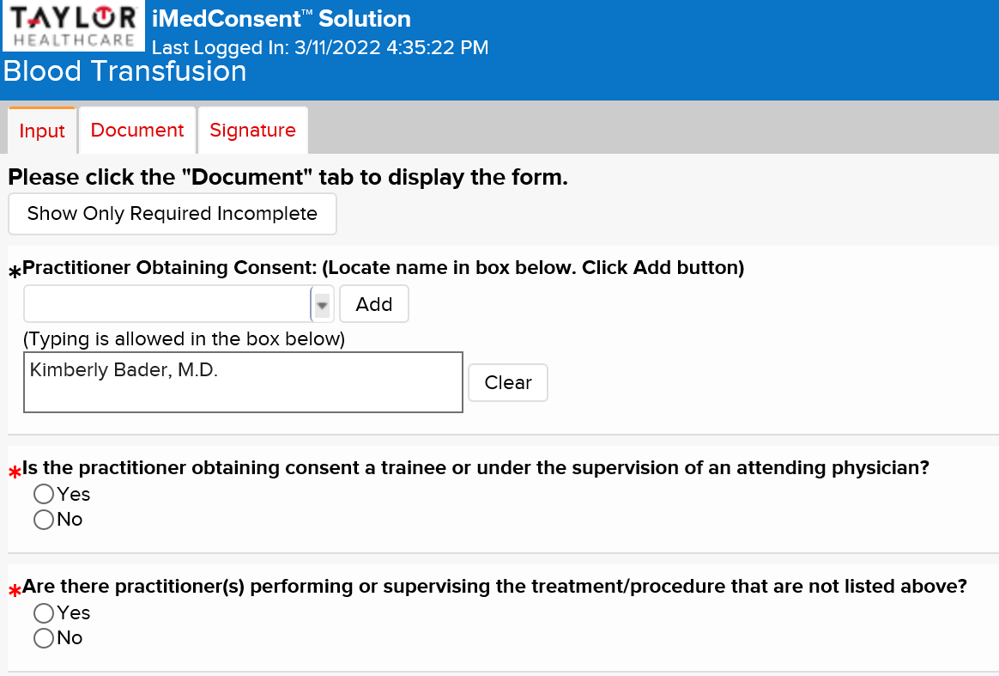 TAYLOR
HEALTHCARE
iMedConsent™ Solution
Last Logged In: 3/11/2022 4:35:22 PM
Blood Transfusion
Input Document Signature
Please click the "Document" tab to display the form.
Show Only Required Incomplete
*Practitioner Obtaining Consent: (Locate name in box below. Click Add button)
Add
(Typing is allowed in the box below)
Kimberly Bader, M.D.
Clear
*Is the practitioner obtaining consent a trainee or under the supervision of an attending physician?
Yes
No
*Are there practitioner(s) performing or supervising the treatment/procedure that are not listed above?
Yes
No